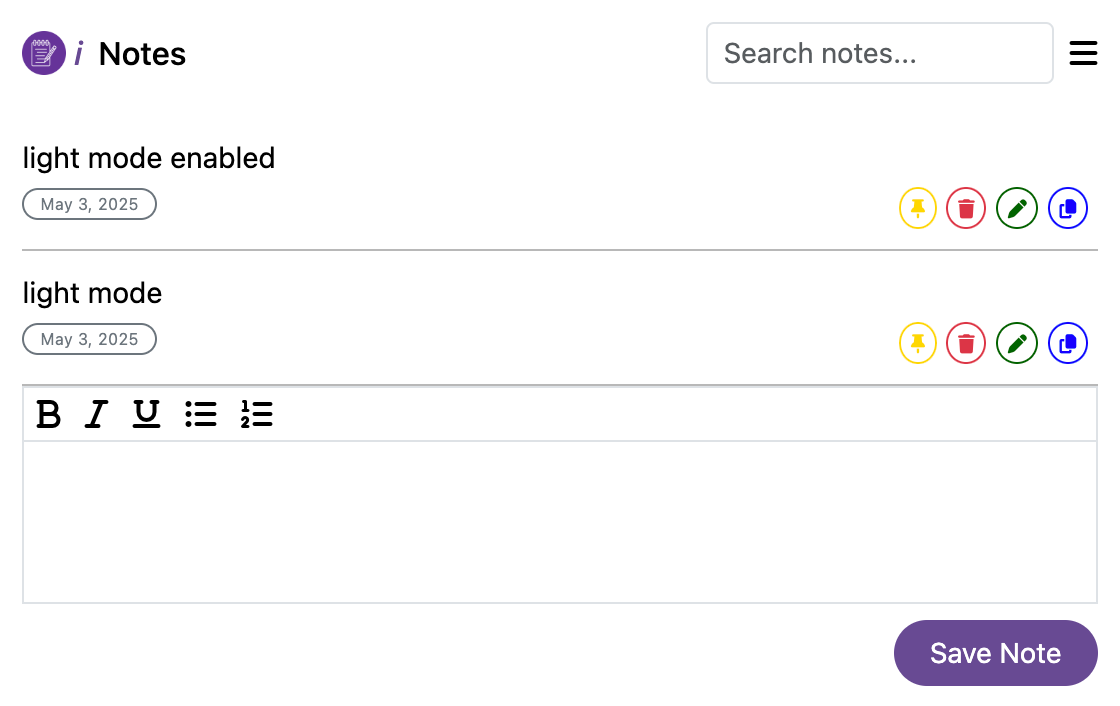 i Notes
Search notes...
light mode enabled
May 3, 2025
light mode
May 3, 2025
B I U
Save Note